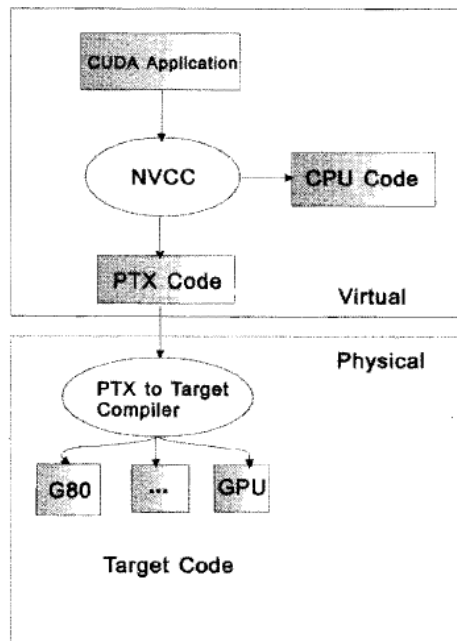 CUDA Application
NVCC
CPU Code
PTX Code
Virtual
Physical
PTX to Target
Compiler
G80
...
GPU
Target Code